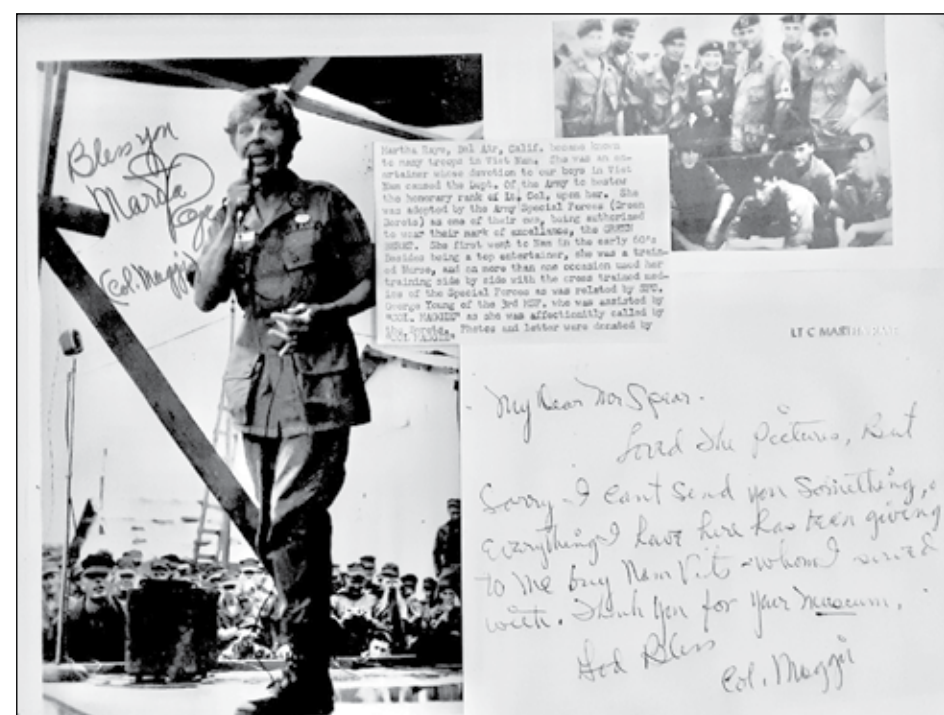 Bless you
Martha
Raye
(Col. Maggie)
Martha Raye, Bel Air, Calif. became known
to many troops in Viet Nam. She was an en-
tertainer whose devotion to our boys in Viet
Nam caused the Dept. Of the Army to bestow
the honorary rank of Lt. Col. upon her. She
was adopted by the Army Special Forces (Green
Berets) as one of their own, being authorized
to wear their mark of excellence, the GREEN
BERET. She first went to Nam in the early 60's
Besides being a top entertainer, she was a train-
ed Nurse, and on more than one occasion used her
training side by side with the cross trained med-
ics of the Special Forces as was related by
George Young of the 3rd MSF, who was assisted by
"COL. MAGGIE" as she was affectionitly called by
the Berets. Photos and letter were donated by
"COL MAGGIE"
LT C MARTHA RAYE
My Dear Mr Spear.
Loved the Pictures, But
Sorry I cant Send you Something,
Everything I have here has been giving
to me buy Nam Vets - whom I served
with. Thank you for your Museum.
God Bless
Col. Maggi